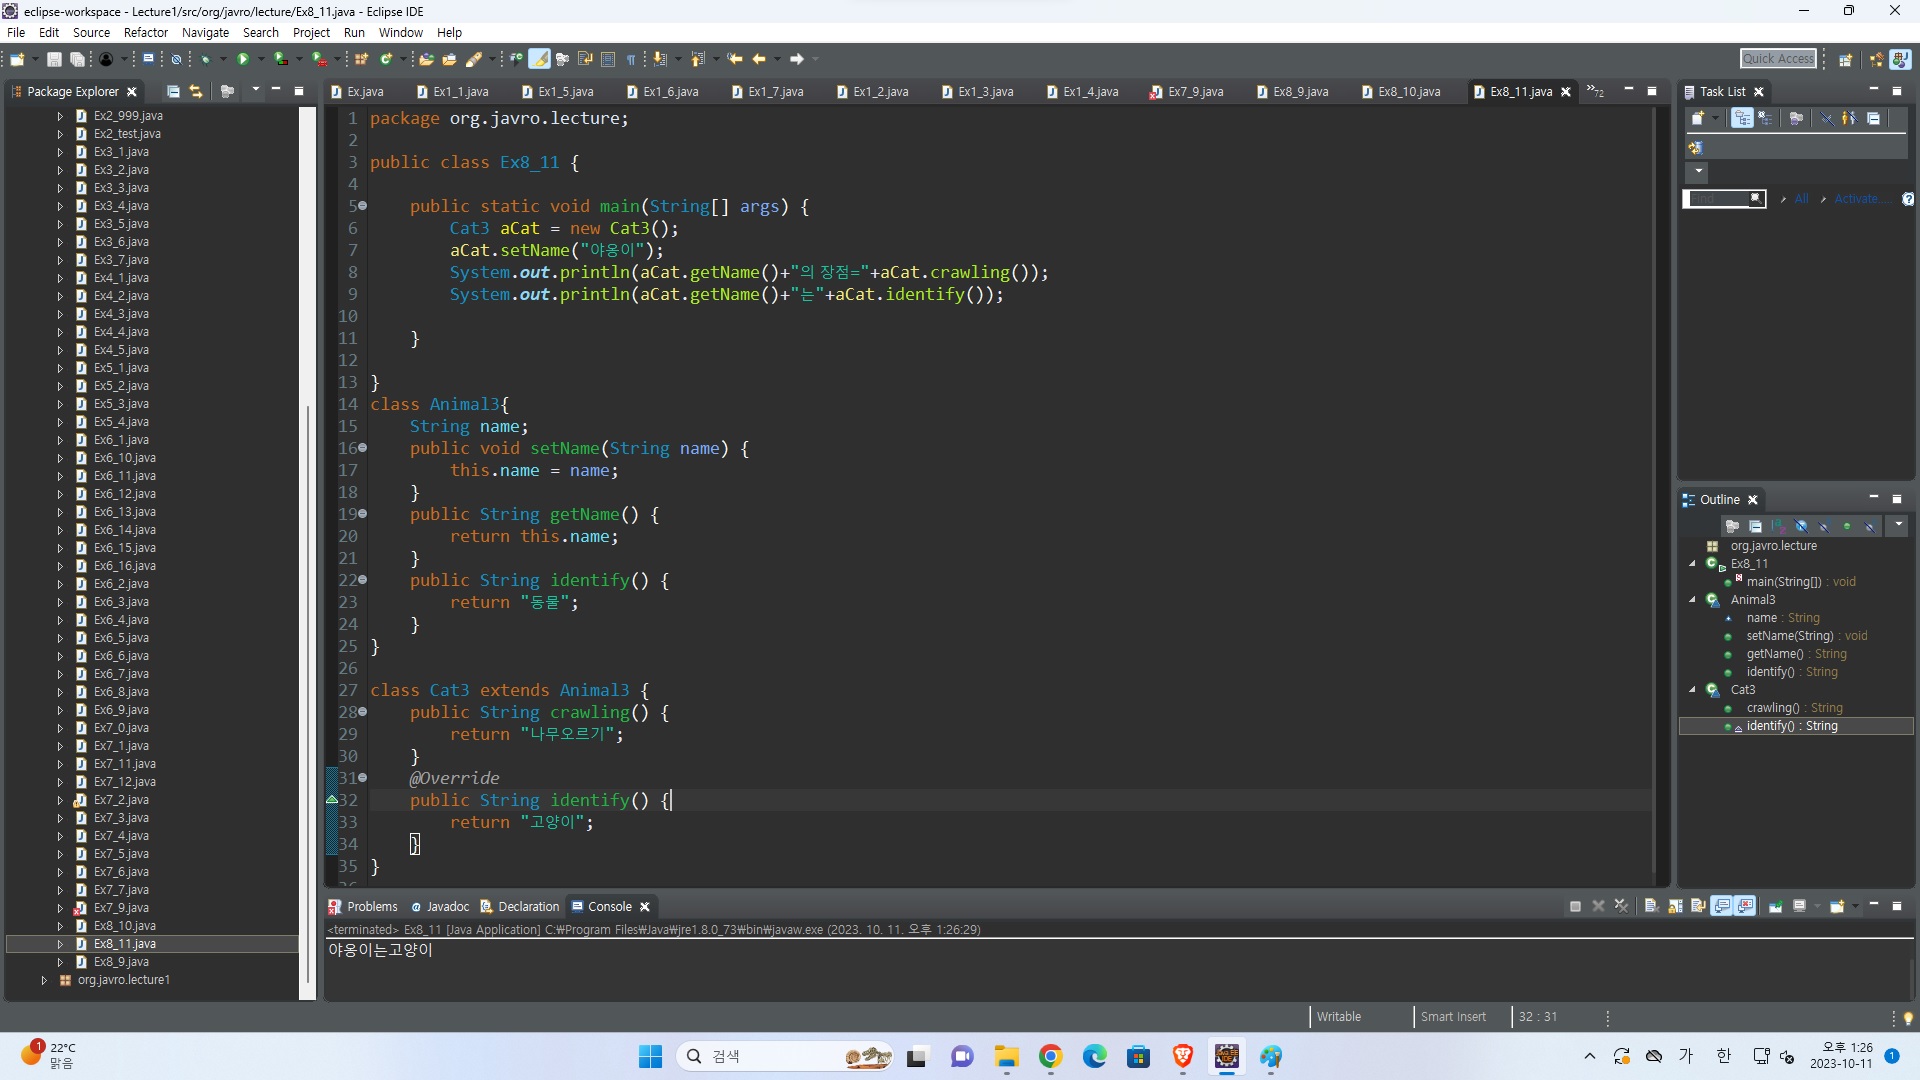 eclipse-workspace - Lecture1/src/org/javro/lecture/Ex8_11.java - Eclipse IDE
File Edit Source Refactor Navigate Search Project Run Window Help
Quick Access
Package Explorer
Ex2_999.java
Ex2_test.java
Ex3_1.java
Ex3_2.java
Ex3_3.java
Ex3_4.java
Ex3_5.java
Ex3_6.java
Ex3_7.java
Ex4_1.java
Ex4_2.java
Ex4_3.java
Ex4_4.java
Ex4_5.java
Ex5_1.java
Ex5_2.java
Ex5_3.java
Ex5_4.java
Ex6_1.java
Ex6_10.java
Ex6_11.java
Ex6_12.java
Ex6_13.java
Ex6_14.java
Ex6_15.java
Ex6_16.java
Ex6_2.java
Ex6_3.java
Ex6_4.java
Ex6_5.java
Ex6_6.java
Ex6_7.java
Ex6_8.java
Ex6_9.java
Ex7_0.java
Ex7_1.java
Ex7_11.java
Ex7_12.java
Ex7_2.java
Ex7_3.java
Ex7_4.java
Ex7_5.java
Ex7_6.java
Ex7_7.java
Ex7_9.java
Ex8_10.java
Ex8_11.java
Ex8_9.java
org.javro.lecture1
Ex.java Ex1_1.java Ex1_5.java Ex1_6.java Ex1_7.java Ex1_2.java Ex1_3.java Ex1_4.java Ex7_9.java Ex8_9.java Ex8_10.java Ex8_11.java »72
1 package org.javro.lecture;
2
3 public class Ex8_11 {
4
5 public static void main(String[] args) {
6 Cat3 aCat = new Cat3();
7 aCat.setName("야옹이");
8 System.out.println(aCat.getName()+"의 장점="+aCat.crawling());
9 System.out.println(aCat.getName()+"는"+aCat.identify());
10
11 }
12
13 }
14 class Animal3{
15 String name;
16 public void setName(String name) {
17 this.name = name;
18 }
19 public String getName() {
20 return this.name;
21 }
22 public String identify() {
23 return "동물";
24 }
25 }
26
27 class Cat3 extends Animal3 {
28 public String crawling() {
29 return "나무오르기";
30 }
31 @Override
32 public String identify() {
33 return "고양이";
34 }
35 }
Problems Javadoc Declaration Console
<terminated> Ex8_11 [Java Application] C:₩Program Files₩Java₩jre1.8.0_73₩bin₩javaw.exe (2023. 10. 11. 오후 1:26:29)
야옹이는고양이
Task List
Find All Activate...
Outline
org.javro.lecture
Ex8_11
main(String[]) : void
Animal3
name : String
setName(String) : void
getName() : String
identify() : String
Cat3
crawling() : String
identify() : String
Writable Smart Insert 32 : 31
1 22°C
맑음
검색
가 한
오후 1:26
2023-10-11
1